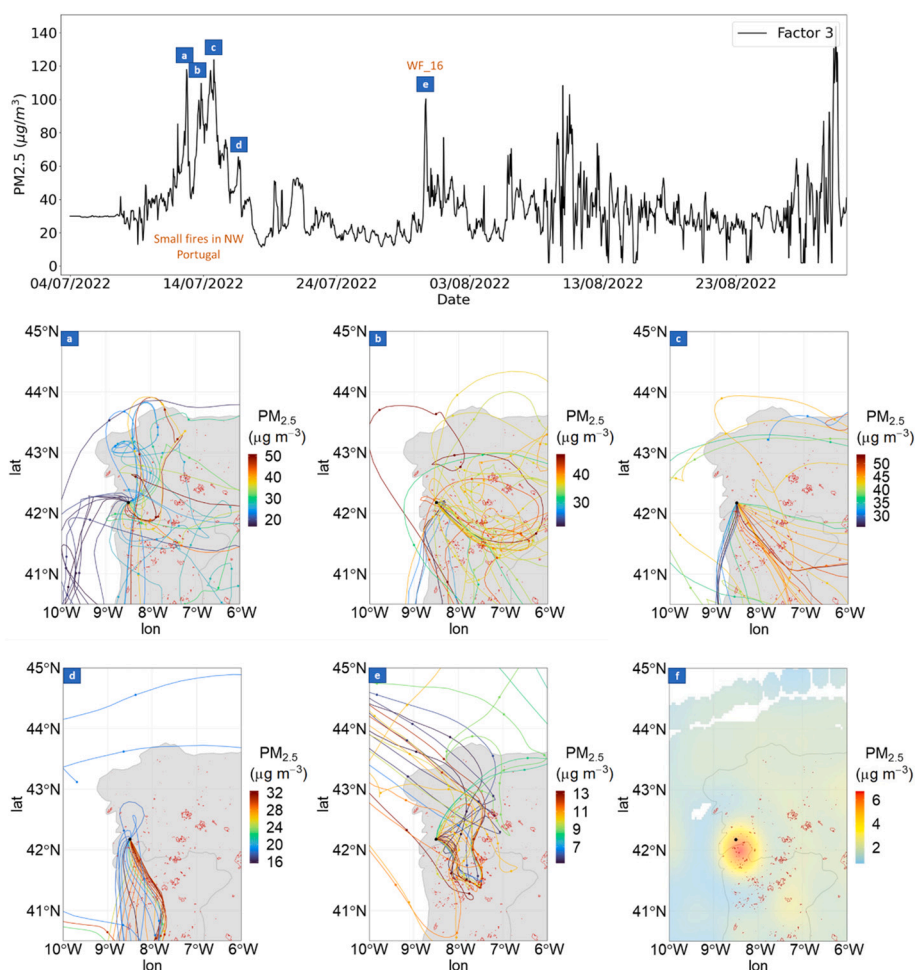 140
120
100
80
60
40
20
0
PM2.5 (μg/m³)
Factor 3
a
b
c
d
WF_16
e
Small fires in NW
Portugal
04/07/2022
14/07/2022
24/07/2022
03/08/2022
13/08/2022
23/08/2022
Date
a
45°N
44°N
43°N
42°N
41°N
lat
10°W
9°W
8°W
7°W
6°W
lon
PM2.5
(μg m⁻³)
50
40
30
20
b
45°N
44°N
43°N
42°N
41°N
lat
10°W
9°W
8°W
7°W
6°W
lon
PM2.5
(μg m⁻³)
40
30
c
45°N
44°N
43°N
42°N
41°N
lat
10°W
9°W
8°W
7°W
6°W
lon
PM2.5
(μg m⁻³)
50
45
40
35
30
d
45°N
44°N
43°N
42°N
41°N
lat
10°W
9°W
8°W
7°W
6°W
lon
PM2.5
(μg m⁻³)
32
28
24
20
16
e
45°N
44°N
43°N
42°N
41°N
lat
10°W
9°W
8°W
7°W
6°W
lon
PM2.5
(μg m⁻³)
13
11
9
7
f
45°N
44°N
43°N
42°N
41°N
lat
10°W
9°W
8°W
7°W
6°W
lon
PM2.5
(μg m⁻³)
6
5
4
3
2